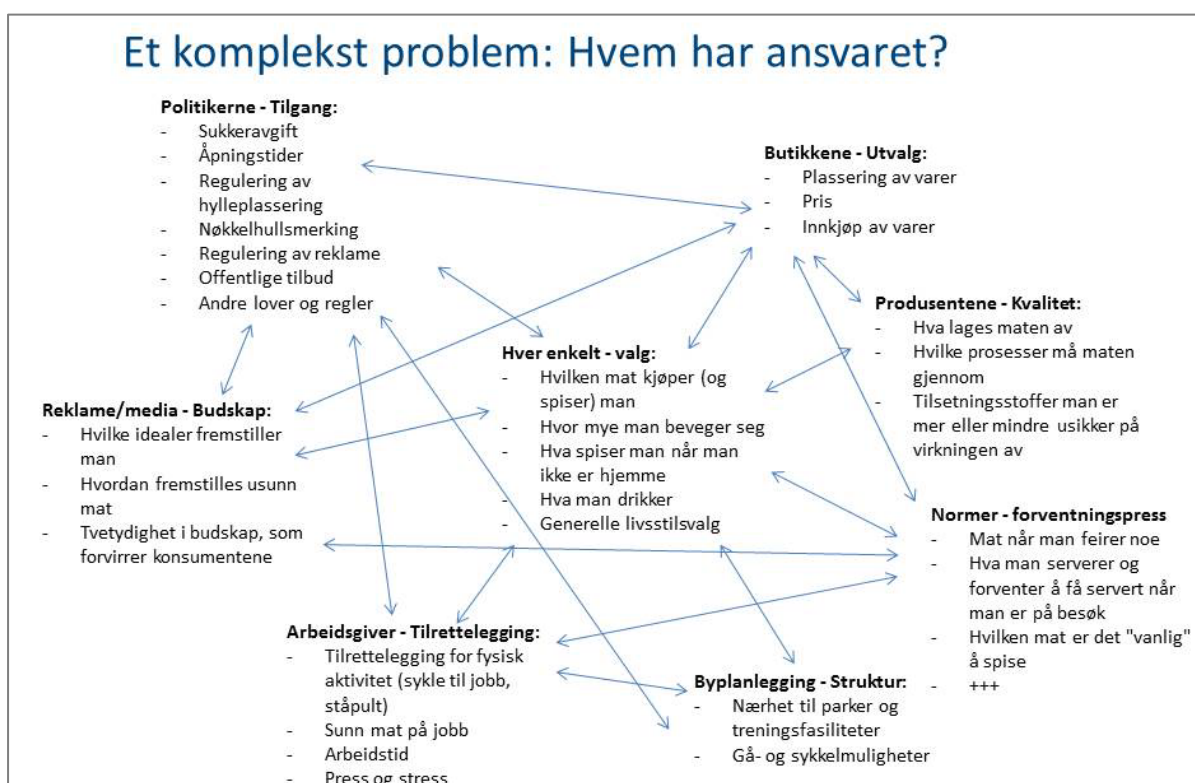 Et komplekst problem: Hvem har ansvaret?
Politikerne - Tilgang:
- Sukkeravgift
- Åpningstider
- Regulering av
hylleplassering
- Nøkkelhullsmerking
- Regulering av reklame
- Offentlige tilbud
- Andre lover og regler
Butikkene - Utvalg:
- Plassering av varer
- Pris
- Innkjøp av varer
Produsentene - Kvalitet:
- Hva lages maten av
- Hvilke prosesser må maten
gjennom
- Tilsetningsstoffer man er
mer eller mindre usikker på
virkningen av
Hver enkelt - valg:
- Hvilken mat kjøper (og
spiser) man
- Hvor mye man beveger seg
- Hva spiser man når man
ikke er hjemme
- Hva man drikker
- Generelle livsstilsvalg
Reklame/media - Budskap:
- Hvilke idealer fremstiller
man
- Hvordan fremstilles usunn
mat
- Tvetydighet i budskap, som
forvirrer konsumentene
Normer - forventningspress
- Mat når man feirer noe
- Hva man serverer og
forventer å få servert når
man er på besøk
- Hvilken mat er det "vanlig"
å spise
- +++
Arbeidsgiver - Tilrettelegging:
- Tilrettelegging for fysisk
aktivitet (sykle til jobb,
ståpult)
- Sunn mat på jobb
- Arbeidstid
- Press og stress
Byplanlegging - Struktur:
- Nærhet til parker og
treningsfasiliteter
- Gå- og sykkelmuligheter